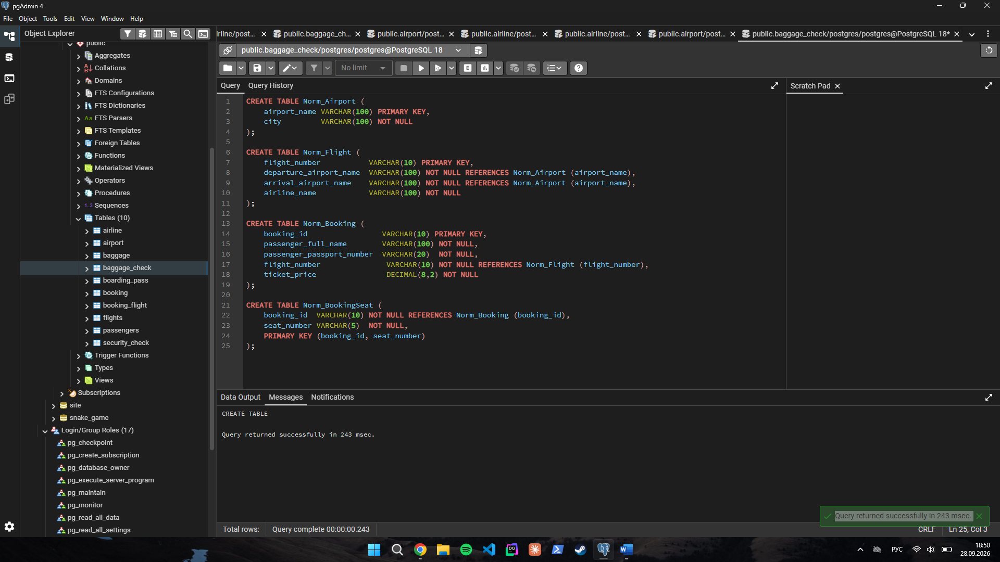 pgAdmin 4
File Object Tools Edit View Window Help
Object Explorer
irline/post...
public.baggage_ch...
public.airport/post...
public.airline/post...
public.airline/post...
public.airport/post...
public.baggage_check/postgres/postgres@PostgreSQL 18*
public.baggage_check/postgres/postgres@PostgreSQL 18
No limit
Query Query History
Scratch Pad
public
Aggregates
Collations
Domains
FTS Configurations
FTS Dictionaries
Aa FTS Parsers
FTS Templates
Foreign Tables
Functions
Materialized Views
Operators
Procedures
1..3 Sequences
Tables (10)
airline
airport
baggage
baggage_check
boarding_pass
booking
booking_flight
flights
passengers
security_check
Trigger Functions
Types
Views
Subscriptions
site
snake_game
Login/Group Roles (17)
pg_checkpoint
pg_create_subscription
pg_database_owner
pg_execute_server_program
pg_maintain
pg_monitor
pg_read_all_data
pg_read_all_settings
1 CREATE TABLE Norm_Airport (
2 airport_name VARCHAR(100) PRIMARY KEY,
3 city VARCHAR(100) NOT NULL
4 );
5
6 CREATE TABLE Norm_Flight (
7 flight_number VARCHAR(10) PRIMARY KEY,
8 departure_airport_name VARCHAR(100) NOT NULL REFERENCES Norm_Airport (airport_name),
9 arrival_airport_name VARCHAR(100) NOT NULL REFERENCES Norm_Airport (airport_name),
10 airline_name VARCHAR(100) NOT NULL
11 );
12
13 CREATE TABLE Norm_Booking (
14 booking_id VARCHAR(10) PRIMARY KEY,
15 passenger_full_name VARCHAR(100) NOT NULL,
16 passenger_passport_number VARCHAR(20) NOT NULL,
17 flight_number VARCHAR(10) NOT NULL REFERENCES Norm_Flight (flight_number),
18 ticket_price DECIMAL(8,2) NOT NULL
19 );
20
21 CREATE TABLE Norm_BookingSeat (
22 booking_id VARCHAR(10) NOT NULL REFERENCES Norm_Booking (booking_id),
23 seat_number VARCHAR(5) NOT NULL,
24 PRIMARY KEY (booking_id, seat_number)
25 );
Data Output Messages Notifications
CREATE TABLE
Query returned successfully in 243 msec.
Query returned successfully in 243 msec.
Total rows: Query complete 00:00:00.243
CRLF Ln 25, Col 3
РУС
18:50
28.09.2026